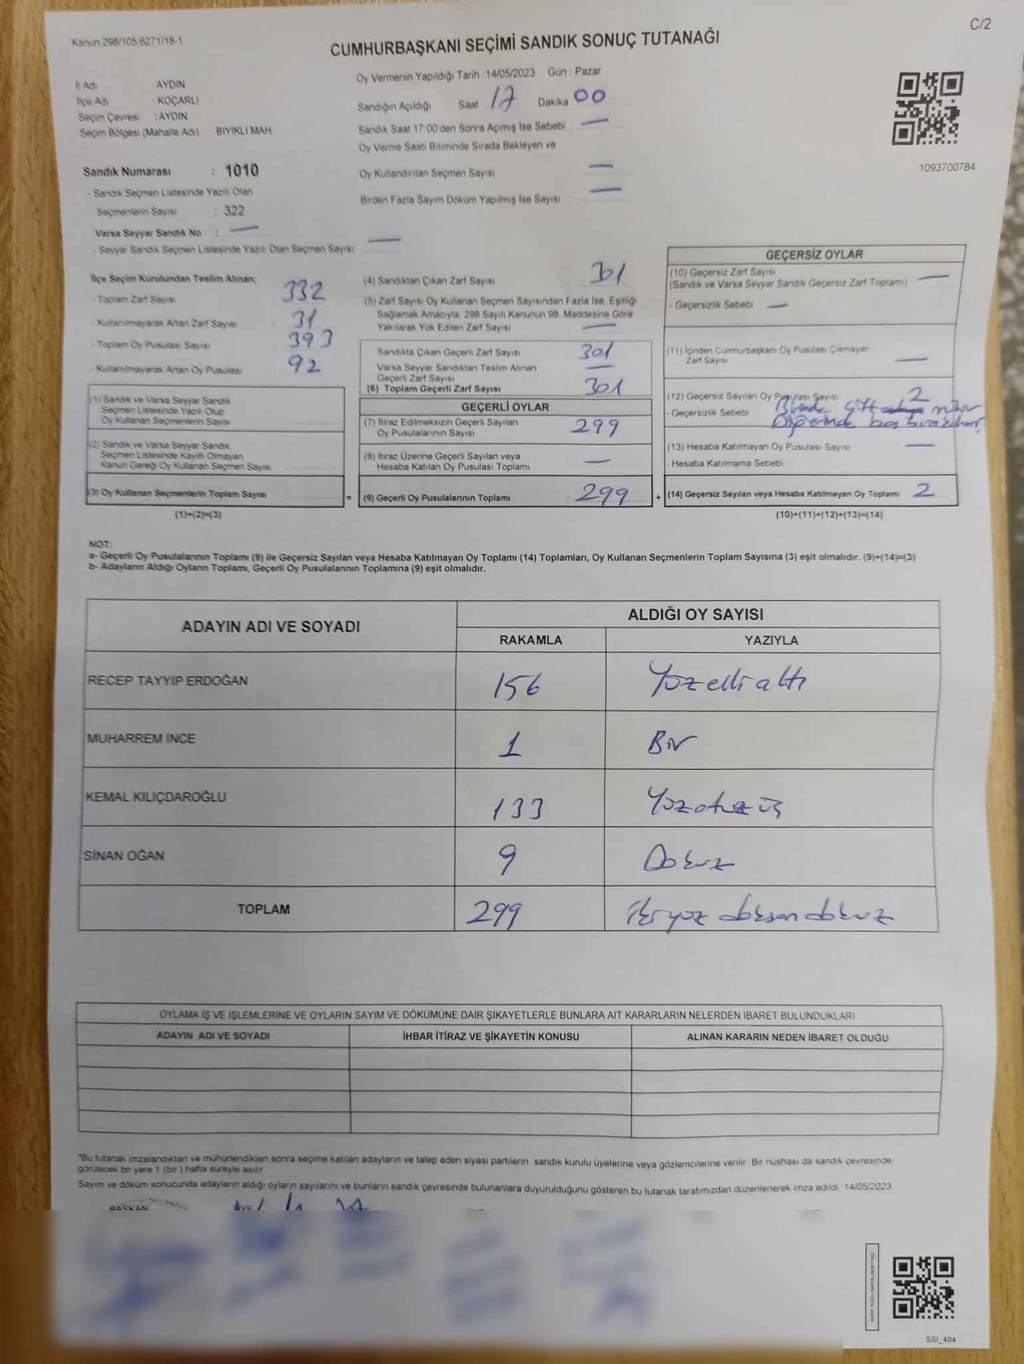 Kanun 298/105/6271/18-1
C/2
CUMHURBAŞKANI SEÇİMİ SANDIK SONUÇ TUTANAĞI
İl Adı AYDIN
İlçe Adı KOÇARLI
Seçim Çevresi : AYDIN
Seçim Bölgesi (Mahalle Adı) BIYIKLI MAH
Oy Vermenin Yapıldığı Tarih : 14/05/2023 Gün : Pazar
Sandığın Açıldığı Saat 17 Dakika 00
Sandık Saat 17:00'den Sonra Açımış İse Sebebi —
Oy Verme Saati Bitiminde Sırada Bekleyen ve
Oy Kullandırılan Seçmen Sayısı —
Birden Fazla Sayım Döküm Yapılmış İse Sayısı —
1093700784
Sandık Numarası : 1010
- Sandık Seçmen Listesinde Yazılı Olan
Seçmenlerin Sayısı : 322
Varsa Seyyar Sandık No : —
- Seyyar Sandık Seçmen Listesinde Yazılı Olan Seçmen Sayısı : —
İlçe Seçim Kurulundan Teslim Alınan;
- Toplam Zarf Sayısı 332
- Kullanılmayarak Artan Zarf Sayısı 31
- Toplam Oy Pusulası Sayısı 393
- Kullanılmayarak Artan Oy Pusulası 92
(1) Sandık ve Varsa Seyyar Sandık
Seçmen Listesinde Yazılı Olup
Oy Kullanan Seçmenlerin Sayısı
(2) Sandık ve Varsa Seyyar Sandık
Seçmen Listesinde Kayıtlı Olmayan
Kanun Gereği Oy Kullanan Seçmen Sayısı
(3) Oy Kullanan Seçmenlerin Toplam Sayısı
(1)+(2)=(3)
(4) Sandıktan Çıkan Zarf Sayısı 301
(5) Zarf Sayısı Oy Kullanan Seçmen Sayısından Fazla İse, Eşitliği
Sağlamak Amacıyla, 298 Sayılı Kanunun 98. Maddesine Göre
Yakılarak Yok Edilen Zarf Sayısı —
Sandıkta Çıkan Geçerli Zarf Sayısı 301
Varsa Seyyar Sandıktan Teslim Alınan
Geçerli Zarf Sayısı —
(6) Toplam Geçerli Zarf Sayısı 301
GEÇERLİ OYLAR
(7) İtiraz Edilmeksizin Geçerli Sayılan
Oy Pusulalarının Sayısı 299
(8) İtiraz Üzerine Geçerli Sayılan veya
Hesaba Katılan Oy Pusulası Toplamı —
= (9) Geçerli Oy Pusulalarının Toplamı 299
GEÇERSİZ OYLAR
(10) Geçersiz Zarf Sayısı
(Sandık ve Varsa Seyyar Sandık Geçersiz Zarf Toplamı) —
- Geçersizlik Sebebi —
(11) İçinden Cumhurbaşkanı Oy Pusulası Çıkmayan
Zarf Sayısı —
(12) Geçersiz Sayılan Oy Pusulası Sayısı 2
- Geçersizlik Sebebi Birinde çift
Diğerinde boş
(13) Hesaba Katılmayan Oy Pusulası Sayısı —
- Hesaba Katılmama Sebebi
+ (14) Geçersiz Sayılan veya Hesaba Katılmayan Oy Toplamı 2
(10)+(11)+(12)+(13)=(14)
NOT:
a- Geçerli Oy Pusulalarının Toplamı (9) ile Geçersiz Sayılan veya Hesaba Katılmayan Oy Toplamı (14) Toplamları, Oy Kullanan Seçmenlerin Toplam Sayısına (3) eşit olmalıdır. (9)+(14)=(3)
b- Adayların Aldığı Oyların Toplamı, Geçerli Oy Pusulalarının Toplamına (9) eşit olmalıdır.
ADAYIN ADI VE SOYADI
ALDIĞI OY SAYISI
RAKAMLA YAZIYLA
RECEP TAYYİP ERDOĞAN 156 Yüzellialtı
MUHARREM İNCE 1 Bir
KEMAL KILIÇDAROĞLU 133 Yüzotuzüç
SİNAN OĞAN 9 Dokuz
TOPLAM 299 ikiyüz doksan dokuz
OYLAMA İŞ VE İŞLEMLERİNE VE OYLARIN SAYIM VE DÖKÜMÜNE DAİR ŞİKAYETLERLE BUNLARA AİT KARARLARIN NELERDEN İBARET BULUNDUKLARI
ADAYIN ADI VE SOYADI İHBAR İTİRAZ VE ŞİKAYETİN KONUSU ALINAN KARARIN NEDEN İBARET OLDUĞU
*Bu tutanak imzalandıktan ve mühürlendikten sonra seçime katılan adayların ve talep eden siyasi partilerin sandık kurulu üyelerine veya gözlemcilerine verilir. Bir nüshası da sandık çevresinde
görülecek bir yere 1 (bir) hafta süreyle asılır.
Sayım ve döküm sonucunda adayların aldığı oyların sayılarını ve bunların sandık çevresinde bulunanlara duyurulduğunu gösteren bu tutanak tarafımızdan düzenlenerek imza edildi. 14/05/2023
BAŞKAN
SSI_404